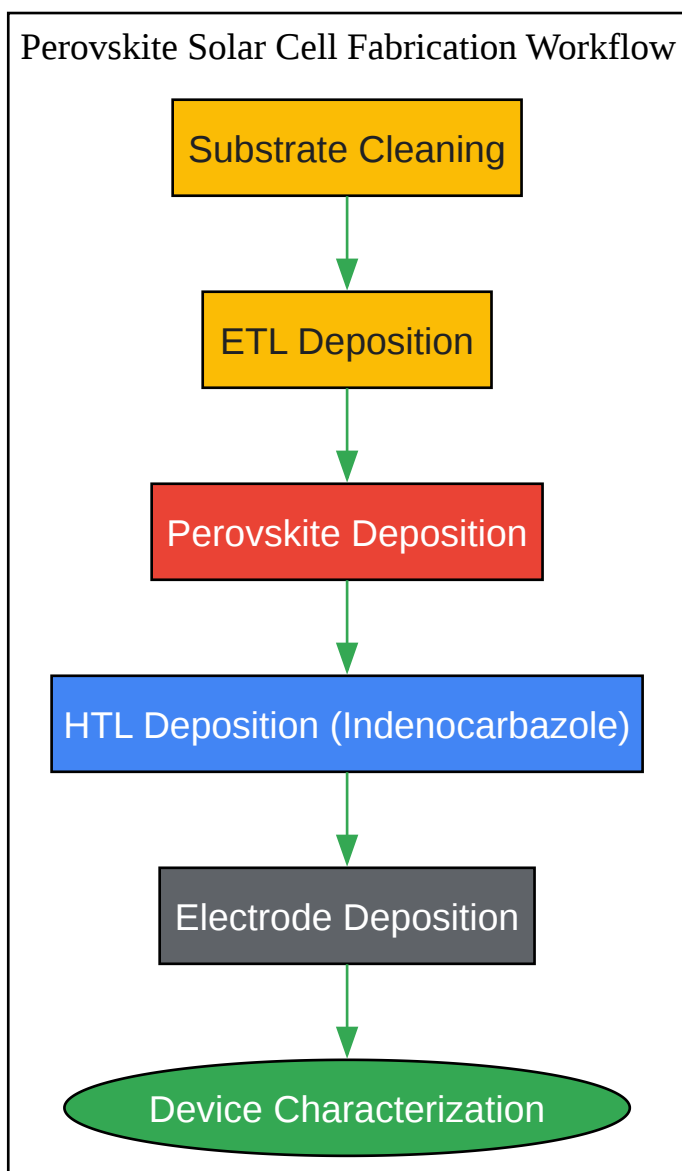 Perovskite Solar Cell Fabrication Workflow
Substrate Cleaning
ETL Deposition
Perovskite Deposition
HTL Deposition (Indenocarbazole)
Electrode Deposition
Device Characterization